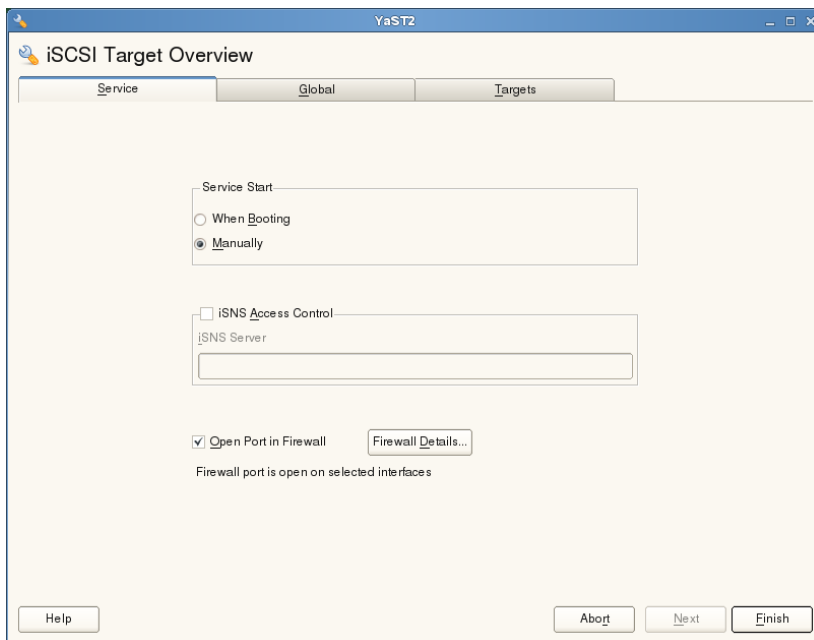 YaST2
iSCSI Target Overview
Service Global Targets
Service Start
When Booting
Manually
iSNS Access Control
iSNS Server
Open Port in Firewall Firewall Details...
Firewall port is open on selected interfaces
Help Abort Next Finish